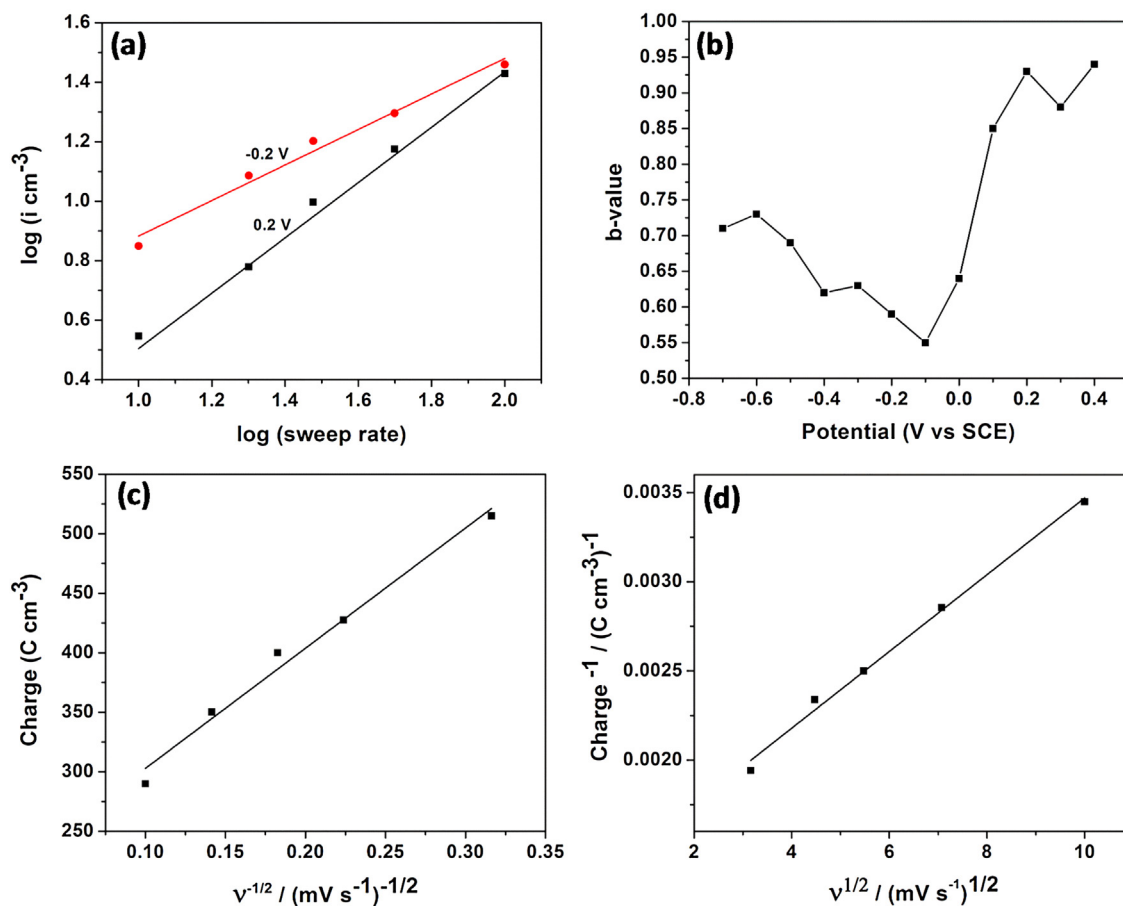 (a)
log (i cm-3)
1.6
1.4
1.2
1.0
0.8
0.6
0.4
-0.2 V
0.2 V
1.0 1.2 1.4 1.6 1.8 2.0
log (sweep rate)
(b)
b-value
1.00
0.95
0.90
0.85
0.80
0.75
0.70
0.65
0.60
0.55
0.50
-0.8 -0.6 -0.4 -0.2 0.0 0.2 0.4
Potential (V vs SCE)
(c)
Charge (C cm-3)
550
500
450
400
350
300
250
0.10 0.15 0.20 0.25 0.30 0.35
ν-1/2 / (mV s-1)-1/2
(d)
Charge -1 / (C cm-3)-1
0.0035
0.0030
0.0025
0.0020
2 4 6 8 10
ν1/2 / (mV s-1)1/2